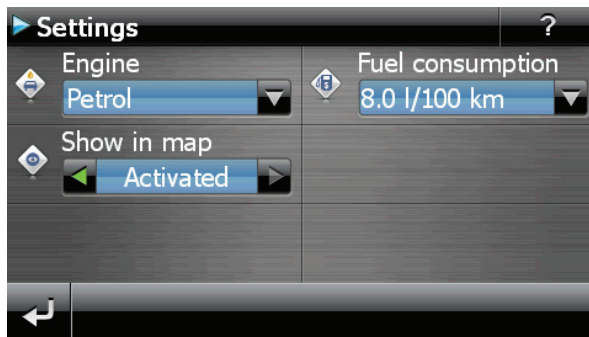 Settings
?
Engine
Petrol
Fuel consumption
8.0 l/100 km
Show in map
Activated